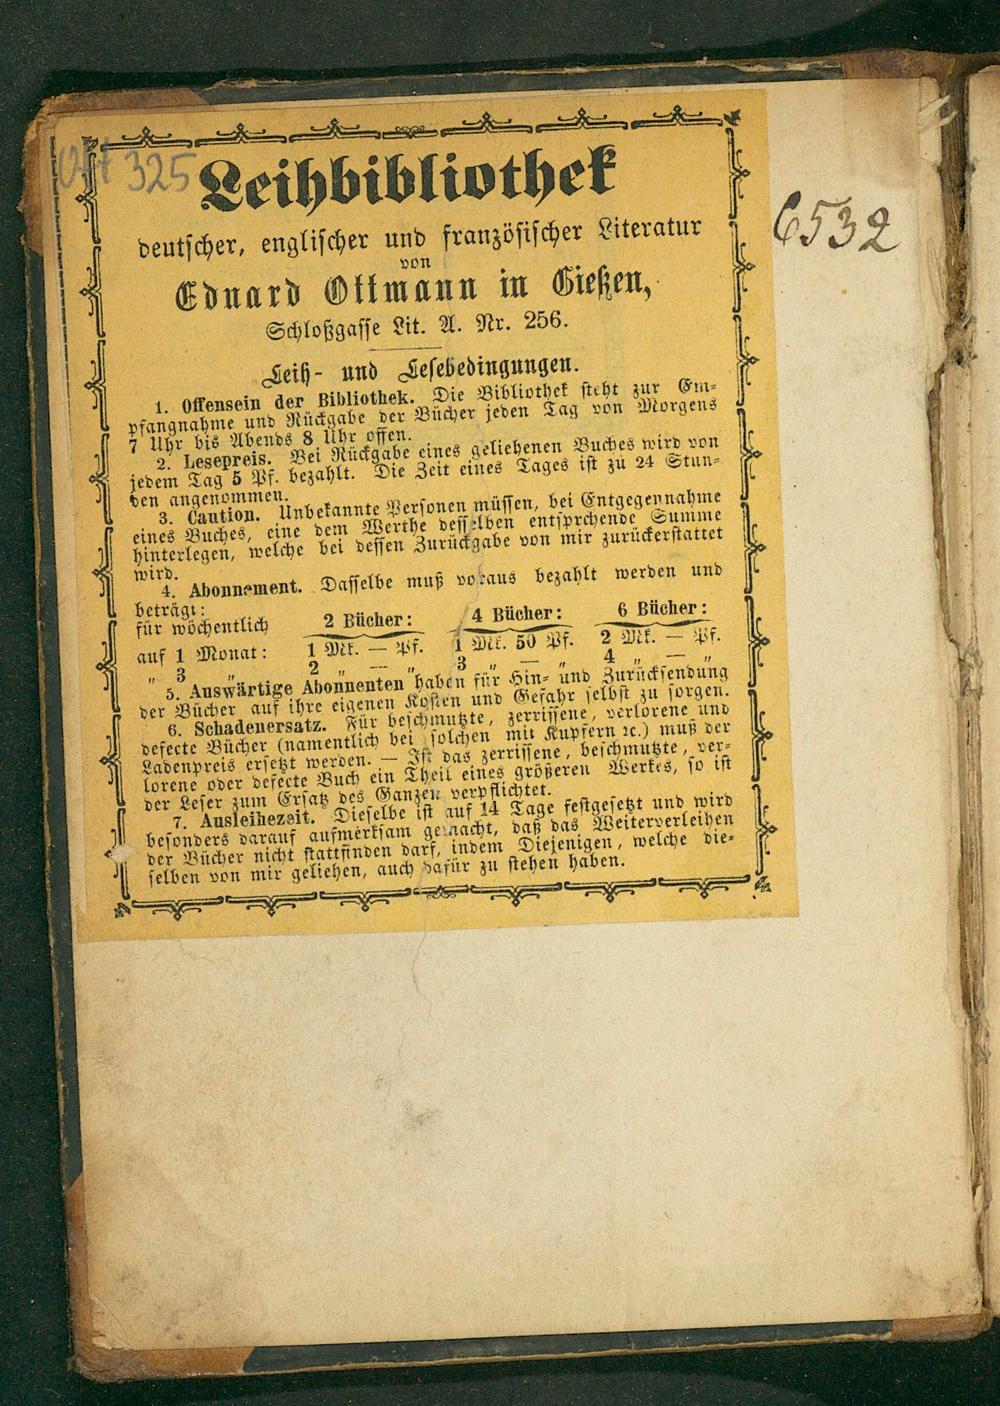 325
Leihbibliothek
6532
deutscher, englischer und französischer Literatur
von
Eduard Ottmann in Gießen,
Schloßgasse Lit. A. Nr. 256.
Leih- und Lesebedingungen.
1. Offensein der Bibliothek. Die Bibliothek steht zur Em-
pfangnahme und Rückgabe der Bücher jeden Tag von Morgens
7 Uhr bis Abends 8 Uhr offen.
2. Lesepreis. Bei Rückgabe eines geliehenen Buches wird von
jedem Tag 5 Pf. bezahlt. Die Zeit eines Tages ist zu 24 Stun-
den angenommen.
3. Caution. Unbekannte Personen müssen, bei Entgegennahme
eines Buches, eine dem Werthe desselben entsprchende Summe
hinterlegen, welche bei dessen Zurückgabe von mir zurückerstattet
wird.
4. Abonnement. Dasselbe muß voraus bezahlt werden und
beträgt:
für wöchentlich 2 Bücher: 4 Bücher: 6 Bücher:
auf 1 Monat: 1 Mk. — Pf. 1 Mk. 50 Pf. 2 Mk. — Pf.
„ 3 „ 2 „ — „ 3 „ — „ 4 „ — „
5. Auswärtige Abonnenten haben für Hin- und Zurücksendung
der Bücher auf ihre eigenen Kosten und Gefahr selbst zu sorgen.
6. Schadenersatz. Für beschmutzte, zerrissene, verlorene und
defecte Bücher (namentlich bei solchen mit Kupfern ꝛc.) muß der
Ladenpreis ersetzt werden. — Ist das zerrissene, beschmutzte, ver-
lorene oder defecte Buch ein Theil eines größeren Werkes, so ist
der Leser zum Ersatz des Ganzen verpflichtet.
7. Ausleihezeit. Dieselbe ist auf 14 Tage festgesetzt und wird
besonders darauf aufmerksam gemacht, daß das Weiterverleihen
der Bücher nicht stattfinden darf, indem Diejenigen, welche die-
selben von mir geliehen, auch dafür zu stehen haben.